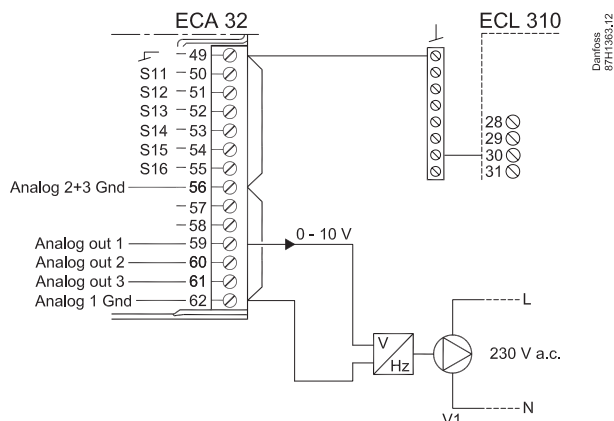 ECA 32
ECL 310
Danfoss
87H1363.12
49
S11 50
S12 51
S13 52
S14 53
S15 54
S16 55
Analog 2+3 Gnd 56
57
58
Analog out 1 59
Analog out 2 60
Analog out 3 61
Analog 1 Gnd 62
28
29
30
31
0 - 10 V
V
Hz
L
230 V a.c.
N
V1